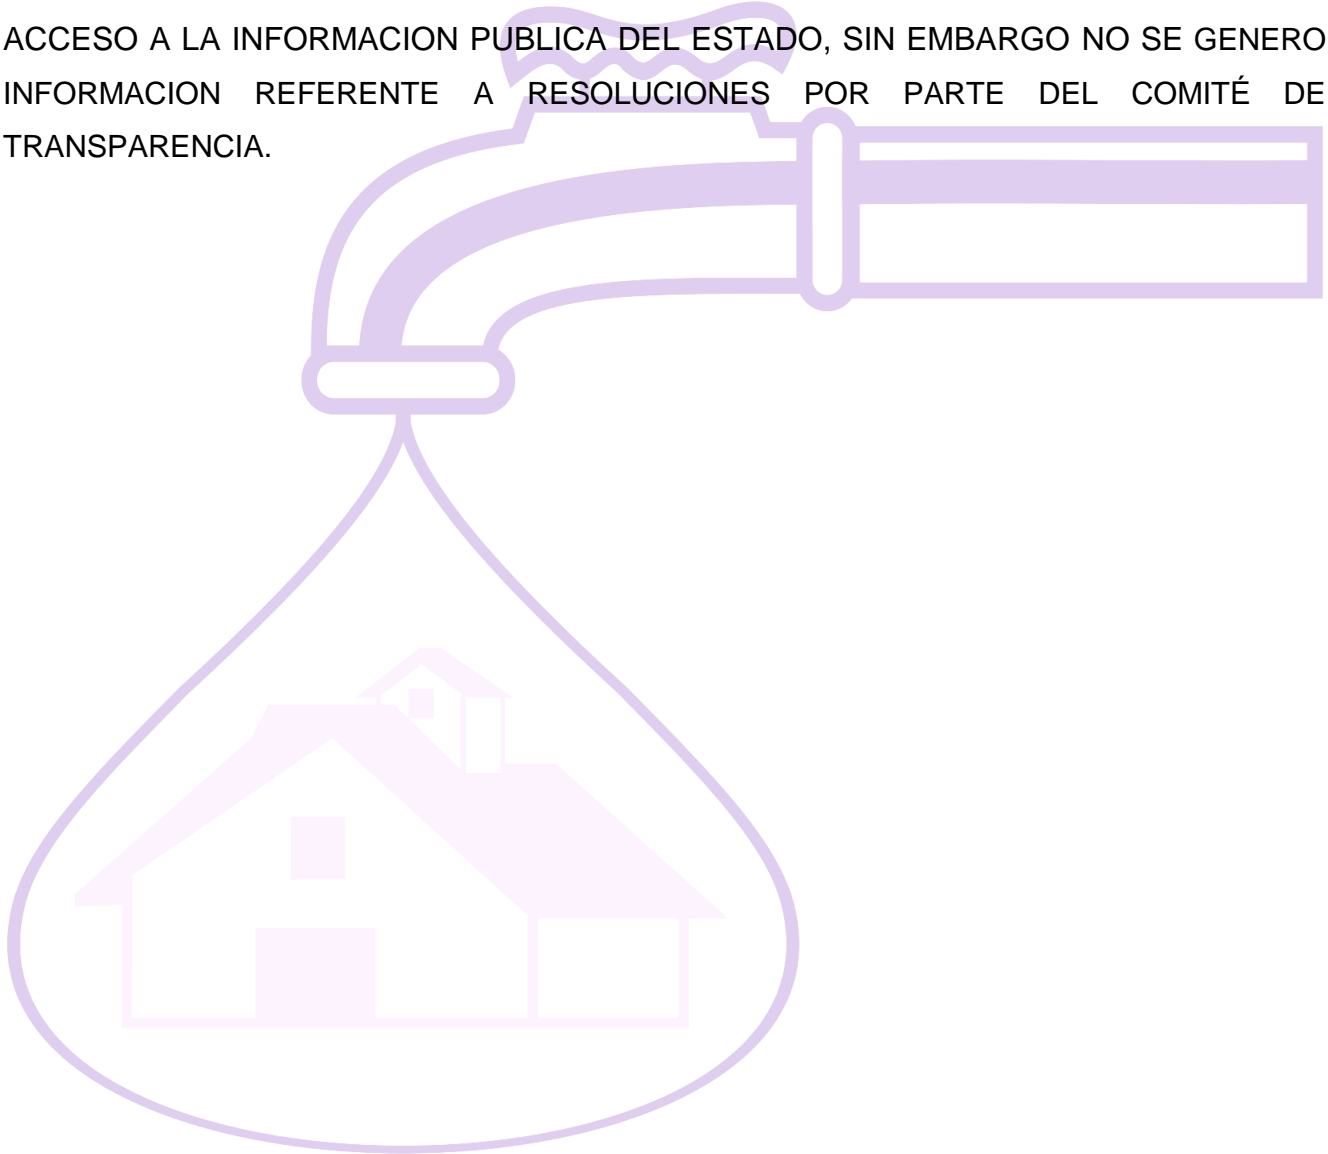 ACCESO A LA INFORMACION PUBLICA DEL ESTADO, SIN EMBARGO NO SE GENERO
INFORMACION REFERENTE A RESOLUCIONES POR PARTE DEL COMITÉ DE
TRANSPARENCIA.